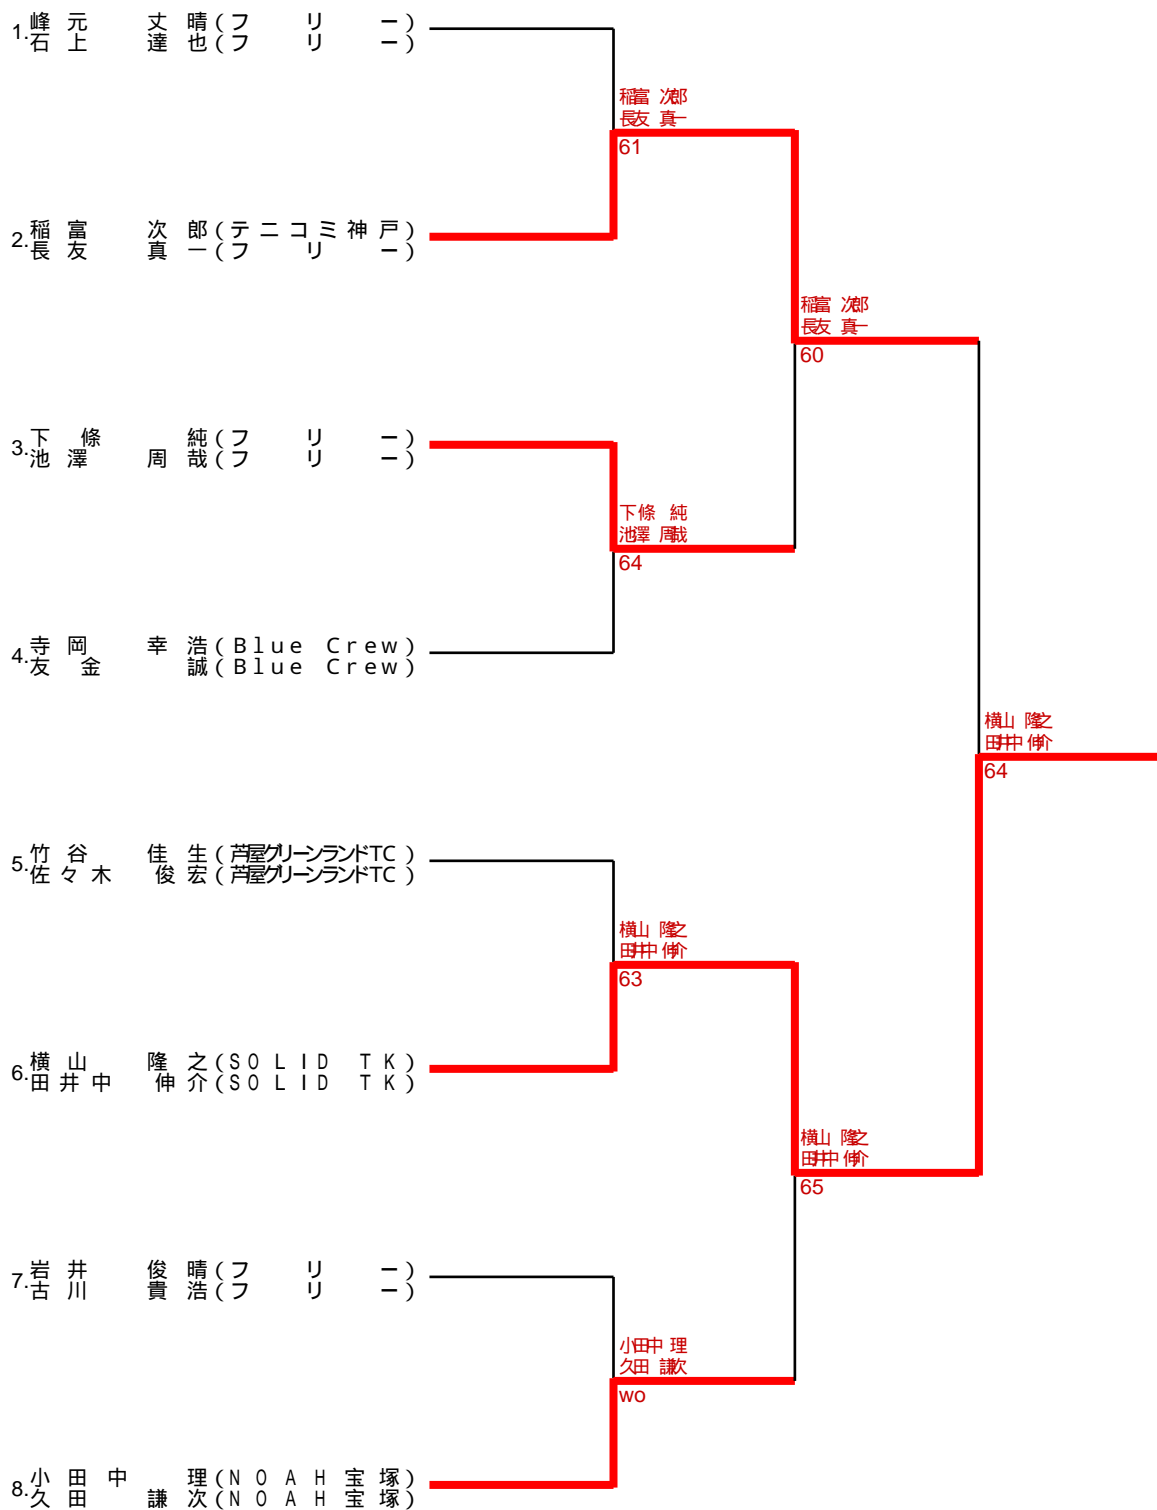 1.峰元 丈晴(フリー)
石上 達也(フリー)
稲富 次郎
長友 真一
61
2.稲富 次郎(テニコミ神戸)
長友 真一(フリー)
稲富 次郎
長友 真一
60
3.下條 純(フリー)
池澤 周哉(フリー)
下條 純
池澤 周哉
64
4.寺岡 幸浩(Blue Crew)
友金 誠(Blue Crew)
横山 隆之
田井中 伸介
64
5.竹谷 佳生(芦屋グリーンランドTC)
佐々木 俊宏(芦屋グリーンランドTC)
横山 隆之
田井中 伸介
63
6.横山 隆之(SOLID TK)
田井中 伸介(SOLID TK)
横山 隆之
田井中 伸介
65
7.岩井 俊晴(フリー)
古川 貴浩(フリー)
小田中 理
久田 謙次
wo
8.小田中 理(NOAH宝塚)
久田 謙次(NOAH宝塚)